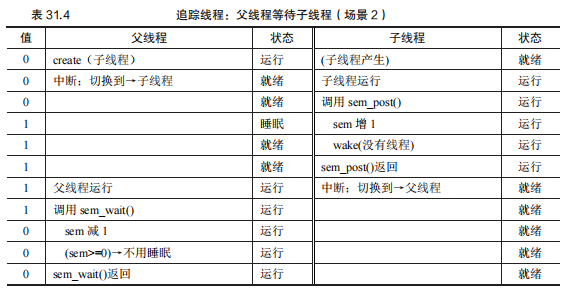 表 31.4 追踪线程：父线程等待子线程（场景 2）
值 父线程 状态 子线程 状态
0 create（子线程） 运行 (子线程产生) 就绪
0 中断；切换到→子线程 就绪 子线程运行 运行
0 就绪 调用 sem_post() 运行
1 睡眠 sem 增 1 运行
1 就绪 wake(没有线程) 运行
1 就绪 sem_post()返回 运行
1 父线程运行 运行 中断；切换到→父线程 就绪
1 调用 sem_wait() 运行 就绪
0 sem 减 1 运行 就绪
0 (sem>=0)→不用睡眠 运行 就绪
0 sem_wait()返回 运行 就绪